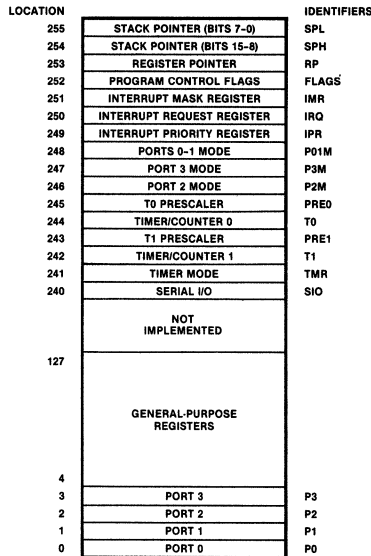 LOCATION IDENTIFIERS
255 STACK POINTER (BITS 7-0) SPL
254 STACK POINTER (BITS 15-8) SPH
253 REGISTER POINTER RP
252 PROGRAM CONTROL FLAGS FLAGS
251 INTERRUPT MASK REGISTER IMR
250 INTERRUPT REQUEST REGISTER IRQ
249 INTERRUPT PRIORITY REGISTER IPR
248 PORTS 0-1 MODE P01M
247 PORT 3 MODE P3M
246 PORT 2 MODE P2M
245 T0 PRESCALER PRE0
244 TIMER/COUNTER 0 T0
243 T1 PRESCALER PRE1
242 TIMER/COUNTER 1 T1
241 TIMER MODE TMR
240 SERIAL I/O SIO
NOT
IMPLEMENTED
127
GENERAL-PURPOSE
REGISTERS
4
3 PORT 3 P3
2 PORT 2 P2
1 PORT 1 P1
0 PORT 0 P0